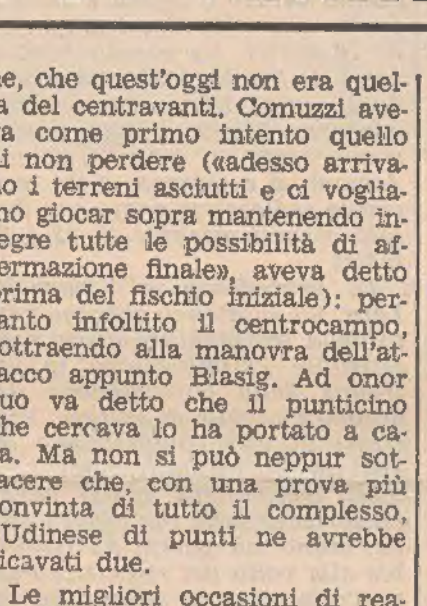 e, che quest'oggi non era quel-
a del centravanti. Comuzzi ave-
a come primo intento quello
i non perdere («adesso arriva-
o i terreni asciutti e ci voglia-
no giocar sopra mantenendo in-
egre tutte le possibilità di af-
ermazione finale», aveva detto
rima del fischio iniziale): per-
anto infoltito il centrocampo,
ottraendo alla manovra dell'at-
acco appunto Blasig. Ad onor
uo va detto che il punticino
he cercava lo ha portato a ca-
a. Ma non si può neppur sot-
acere che, con una prova più
onvinta di tutto il complesso,
Udinese di punti ne avrebbe
icavati due.
Le migliori occasioni di rea-